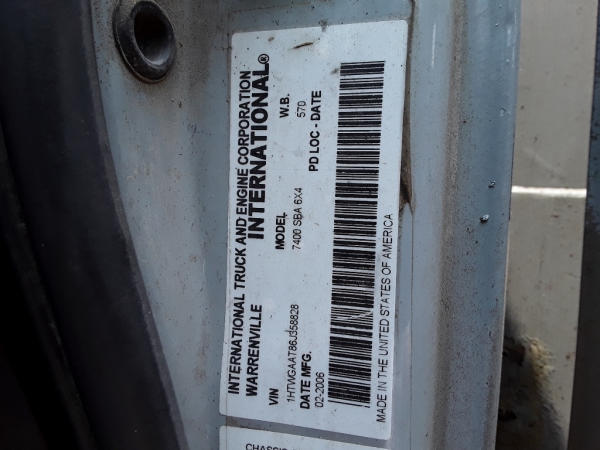 INTERNATIONAL TRUCK AND ENGINE CORPORATION
WARRENVILLE INTERNATIONAL®
VIN MODEL W.B.
1HTWGAAT86J358828 7400 SBA 6X4 570
DATE MFG. PD LOC - DATE
02-2006
MADE IN THE UNITED STATES OF AMERICA
CHASSIS